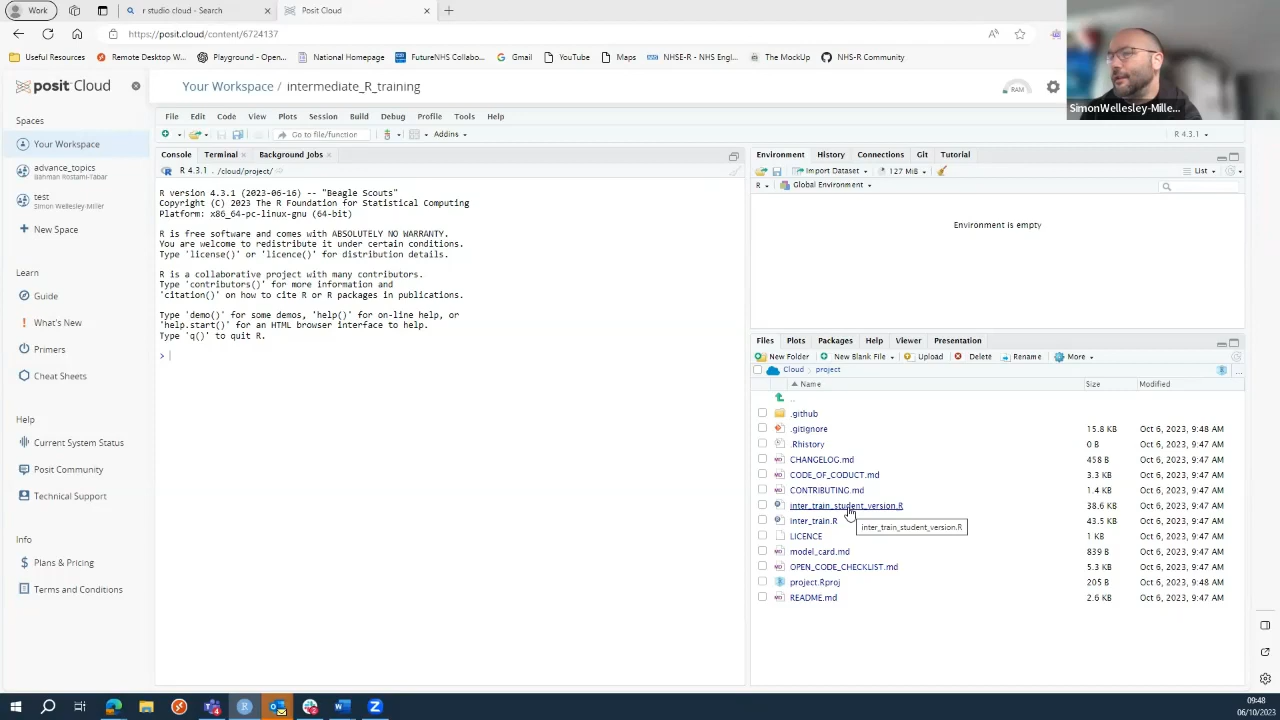 Work
r studio cloud - Search
Posit Cloud
https://posit.cloud/content/6724137
Useful Resources
Remote Desktop W...
Playground - Open...
National Homepage
FutureNHS Collabo...
Gmail
YouTube
Maps
NHSE-R - NHS Engl...
The MockUp
NHS-R Community
SimonWellesley-Mille...
posit Cloud
Your Workspace / intermediate_R_training
RAM
Spaces
Your Workspace
advance_topics
Bahman Rostami-Tabar
test
Simon Wellesley-Miller
New Space
Learn
Guide
What's New
Primers
Cheat Sheets
Help
Current System Status
Posit Community
Technical Support
Info
Plans & Pricing
Terms and Conditions
File Edit Code View Plots Session Build Debug Profile Tools Help
Go to file/function
Addins
R 4.3.1
Console Terminal Background Jobs
R 4.3.1 . /cloud/project/
R version 4.3.1 (2023-06-16) -- "Beagle Scouts"
Copyright (C) 2023 The R Foundation for Statistical Computing
Platform: x86_64-pc-linux-gnu (64-bit)
R is free software and comes with ABSOLUTELY NO WARRANTY.
You are welcome to redistribute it under certain conditions.
Type 'license()' or 'licence()' for distribution details.
R is a collaborative project with many contributors.
Type 'contributors()' for more information and
'citation()' on how to cite R or R packages in publications.
Type 'demo()' for some demos, 'help()' for on-line help, or
'help.start()' for an HTML browser interface to help.
Type 'q()' to quit R.
>
Environment History Connections Git Tutorial
Import Dataset
127 MiB
List
R
Global Environment
Environment is empty
Files Plots Packages Help Viewer Presentation
New Folder New Blank File Upload Delete Rename More
Cloud project
...
Name Size Modified
..
.github
.gitignore 15.8 KB Oct 6, 2023, 9:48 AM
.Rhistory 0 B Oct 6, 2023, 9:47 AM
CHANGELOG.md 458 B Oct 6, 2023, 9:47 AM
CODE_OF_CODUCT.md 3.3 KB Oct 6, 2023, 9:47 AM
CONTRIBUTING.md 1.4 KB Oct 6, 2023, 9:47 AM
inter_train_student_version.R 38.6 KB Oct 6, 2023, 9:47 AM
inter_train.R 43.5 KB Oct 6, 2023, 9:47 AM
inter_train_student_version.R
LICENCE 1 KB Oct 6, 2023, 9:47 AM
model_card.md 839 B Oct 6, 2023, 9:47 AM
OPEN_CODE_CHECKLIST.md 5.3 KB Oct 6, 2023, 9:47 AM
project.Rproj 205 B Oct 6, 2023, 9:48 AM
README.md 2.6 KB Oct 6, 2023, 9:47 AM
09:48
06/10/2023